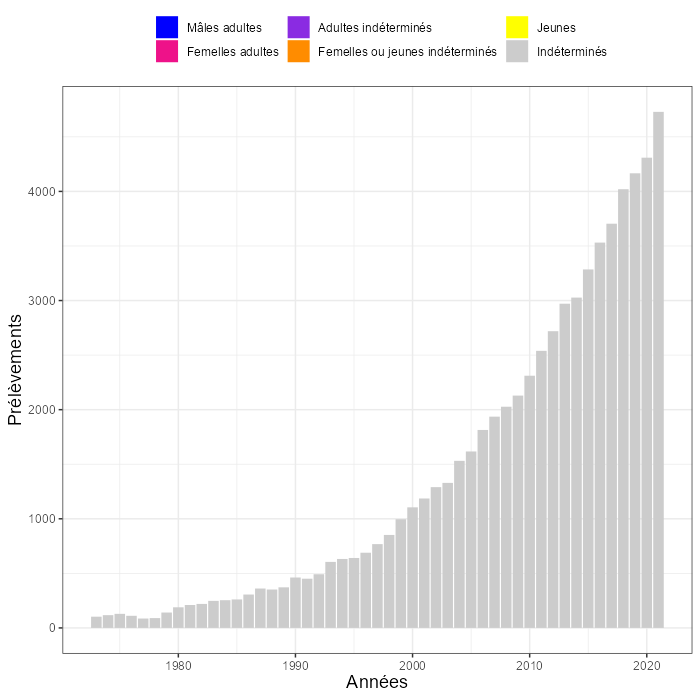 Mâles adultes Adultes indéterminés Jeunes
Femelles adultes Femelles ou jeunes indéterminés Indéterminés
Prélèvements
4000
3000
2000
1000
0
1980 1990 2000 2010 2020
Années